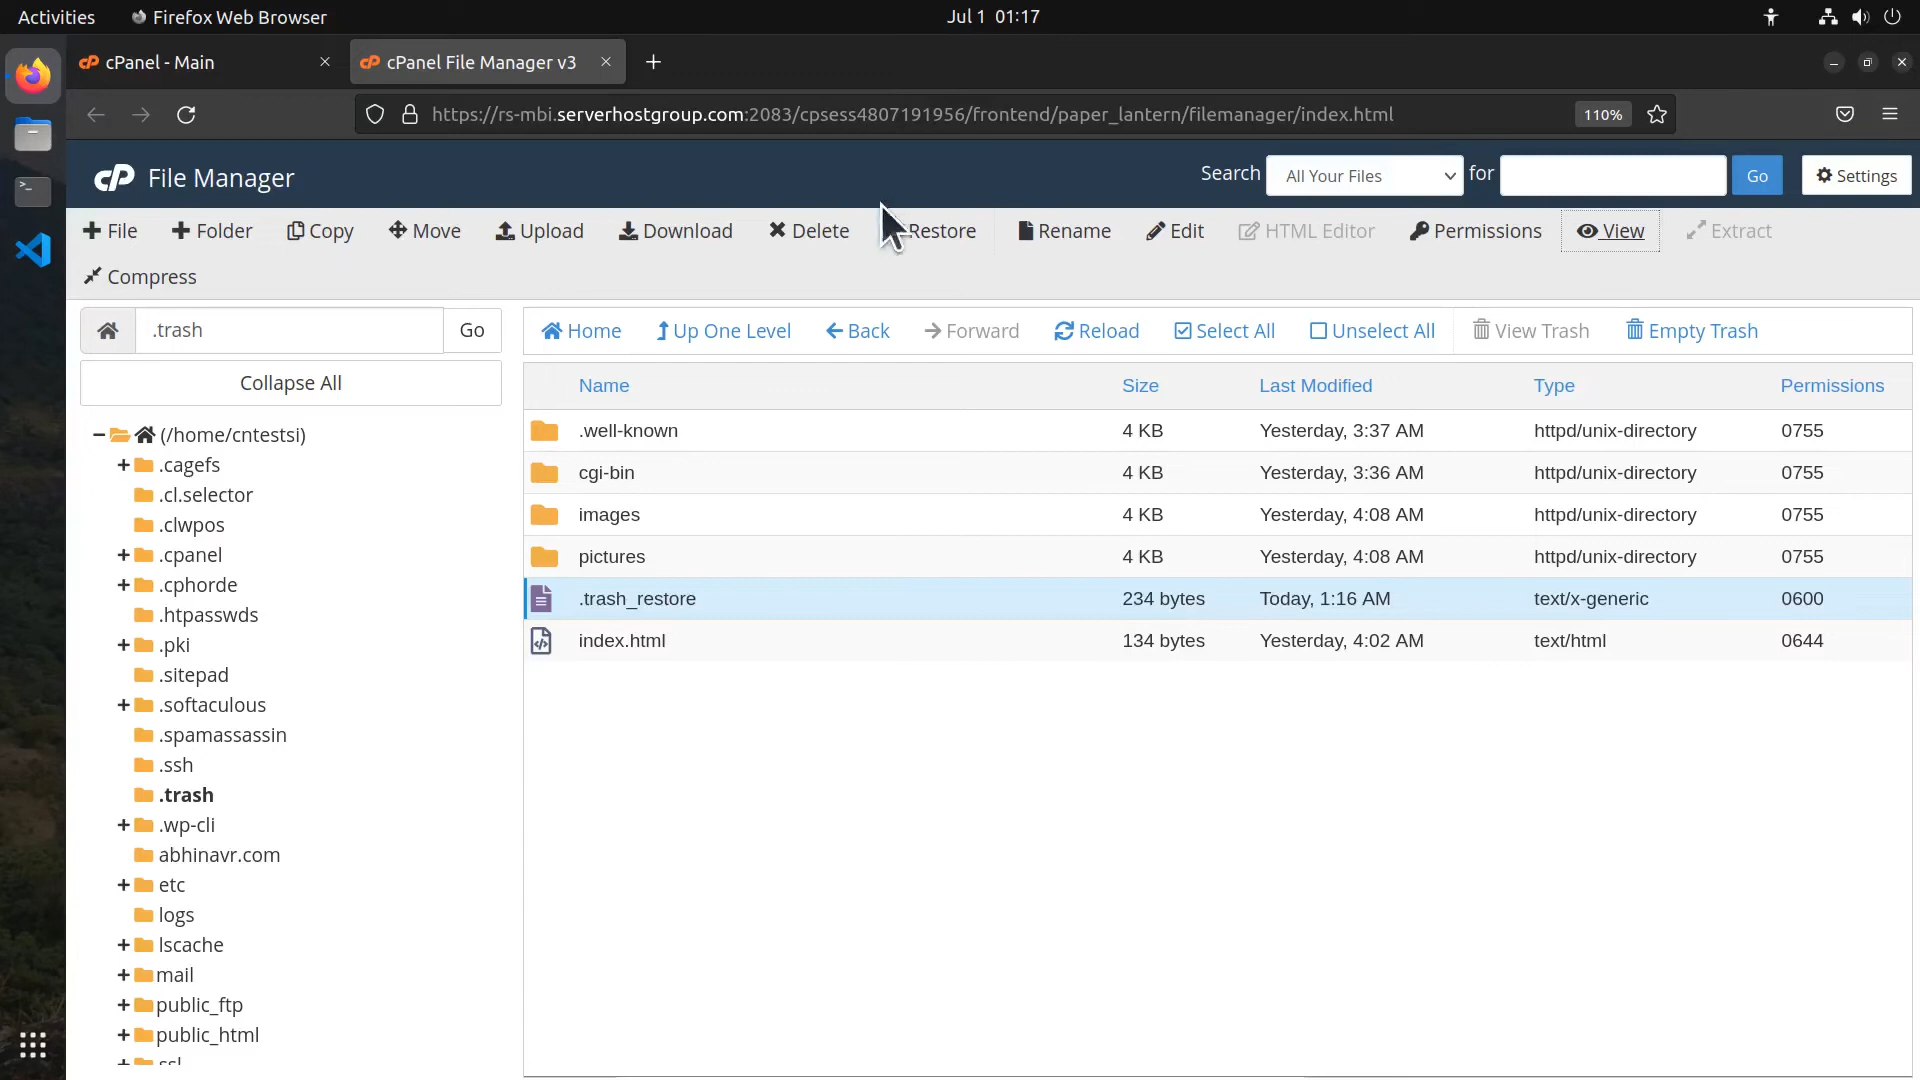 Activities Firefox Web Browser Jul 1 01:17
cPanel - Main cPanel File Manager v3
https://rs-mbi.serverhostgroup.com:2083/cpsess4807191956/frontend/paper_lantern/filemanager/index.html 110%
cP File Manager Search All Your Files for Go Settings
File Folder Copy Move Upload Download Delete Restore Rename Edit HTML Editor Permissions View Extract
Compress
.trash Go
Home Up One Level Back Forward Reload Select All Unselect All View Trash Empty Trash
Collapse All
(/home/cntestsi)
.cagefs
.cl.selector
.clwpos
.cpanel
.cphorde
.htpasswds
.pki
.sitepad
.softaculous
.spamassassin
.ssh
.trash
.wp-cli
abhinavr.com
etc
logs
lscache
mail
public_ftp
public_html
ssl
Name Size Last Modified Type Permissions
.well-known 4 KB Yesterday, 3:37 AM httpd/unix-directory 0755
cgi-bin 4 KB Yesterday, 3:36 AM httpd/unix-directory 0755
images 4 KB Yesterday, 4:08 AM httpd/unix-directory 0755
pictures 4 KB Yesterday, 4:08 AM httpd/unix-directory 0755
.trash_restore 234 bytes Today, 1:16 AM text/x-generic 0600
index.html 134 bytes Yesterday, 4:02 AM text/html 0644